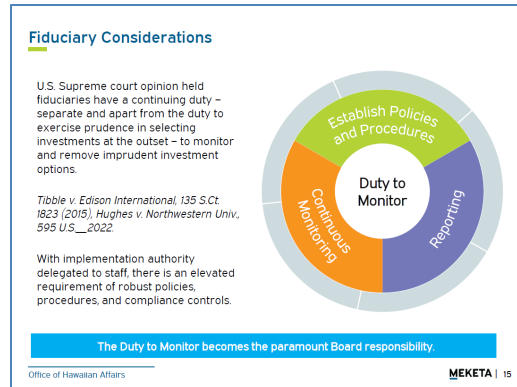 Fiduciary Considerations
U.S. Supreme court opinion held
fiduciaries have a continuing duty –
separate and apart from the duty to
exercise prudence in selecting
investments at the outset – to monitor
and remove imprudent investment
options.
Tibble v. Edison International, 135 S.Ct.
1823 (2015), Hughes v. Northwestern Univ.,
595 U.S.__2022.
With implementation authority
delegated to staff, there is an elevated
requirement of robust policies,
procedures, and compliance controls.
Establish Policies
and Procedures
Duty to
Monitor
Continuous
Monitoring
Reporting
The Duty to Monitor becomes the paramount Board responsibility.
Office of Hawaiian Affairs
MEKETA | 15